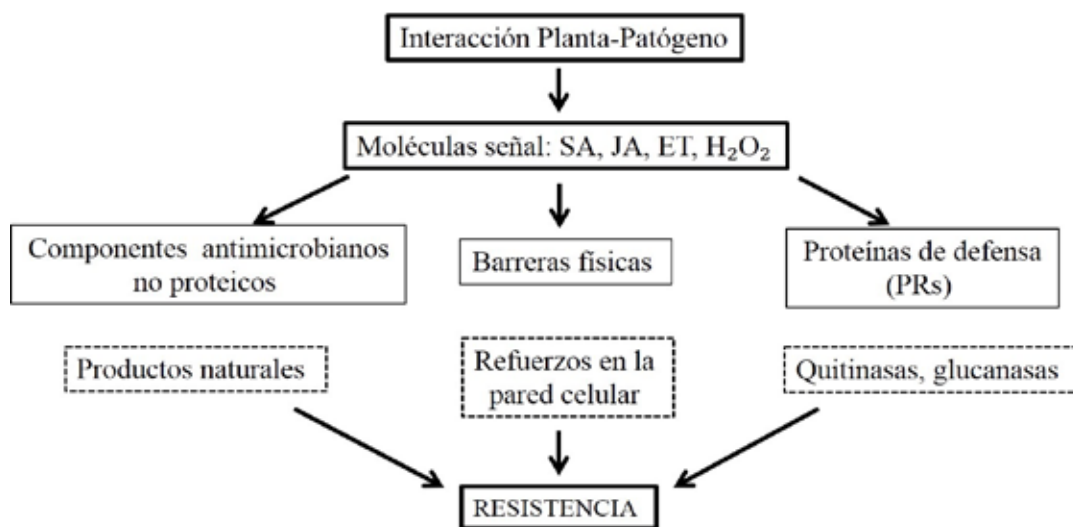 Interacción Planta-Patógeno
Moléculas señal: SA, JA, ET, H₂O₂
Componentes antimicrobianos
no proteicos
Barreras físicas
Proteínas de defensa
(PRs)
Productos naturales
Refuerzos en la
pared celular
Quitinasas, glucanasas
RESISTENCIA